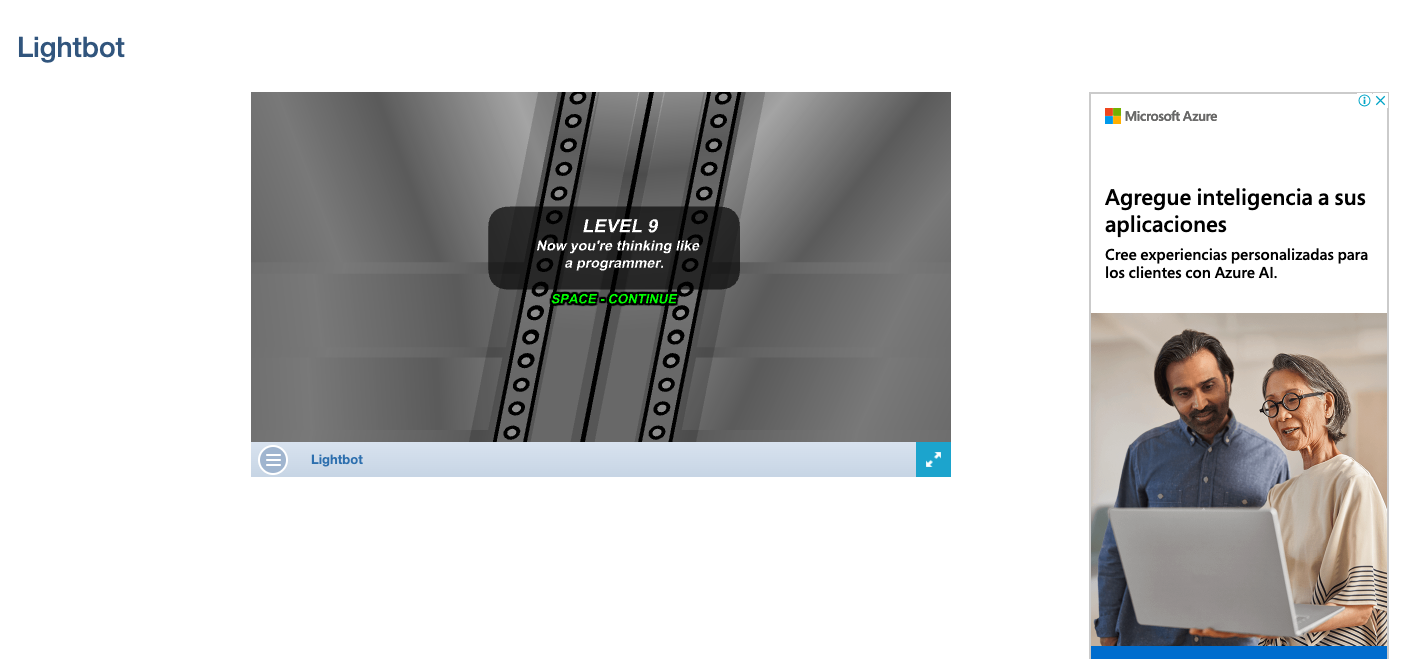 Lightbot
LEVEL 9
Now you're thinking like
a programmer.
SPACE - CONTINUE
Lightbot
Microsoft Azure
Agregue inteligencia a sus
aplicaciones
Cree experiencias personalizadas para
los clientes con Azure AI.